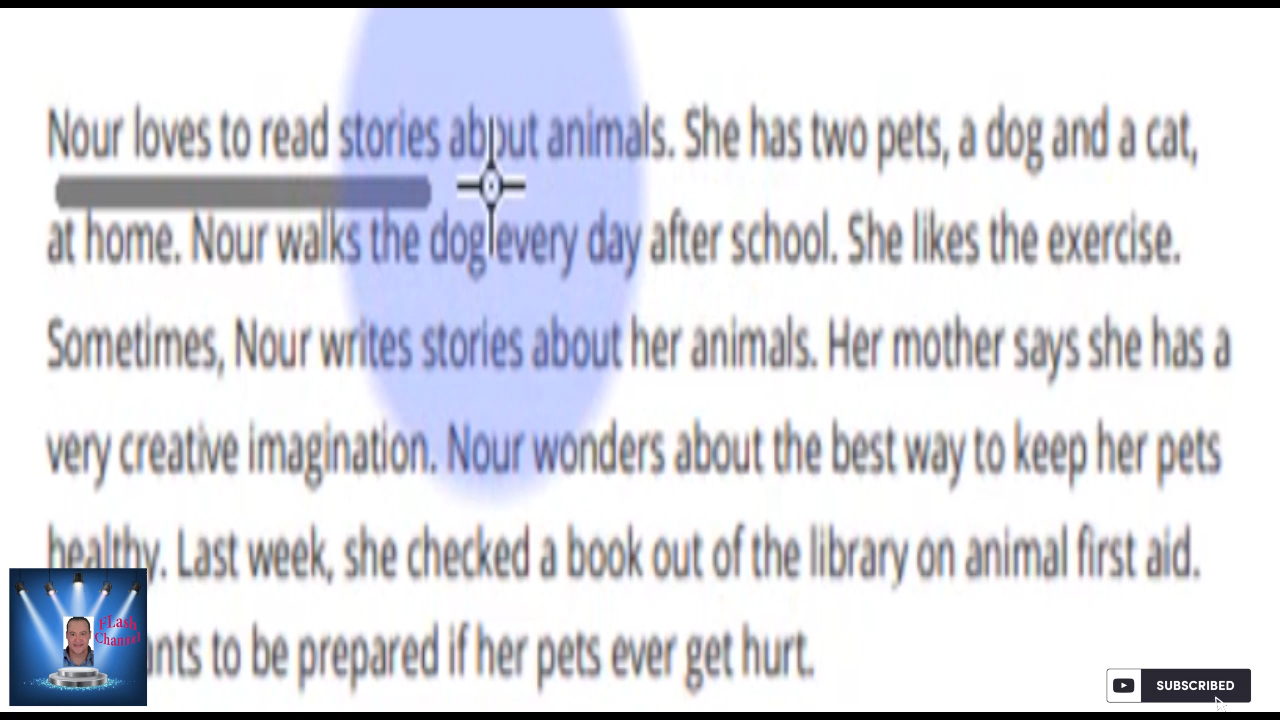 Nour loves to read stories about animals. She has two pets, a dog and a cat,
at home. Nour walks the dog every day after school. She likes the exercise.
Sometimes, Nour writes stories about her animals. Her mother says she has a
very creative imagination. Nour wonders about the best way to keep her pets
healthy. Last week, she checked a book out of the library on animal first aid.
ants to be prepared if her pets ever get hurt.
FLash
Channel
SUBSCRIBED